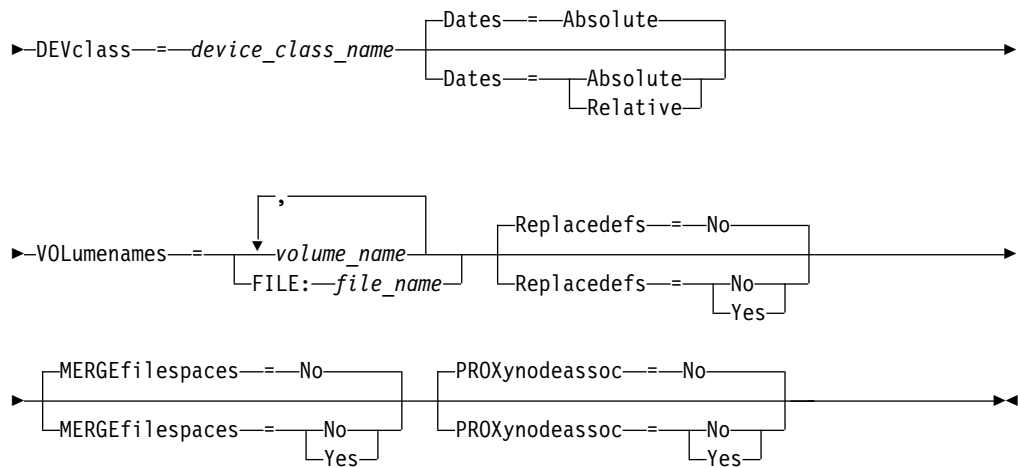 Dates = Absolute
DEVclass = device_class_name
Dates = Absolute
Relative
,
Replacedefs = No
VOLumenames = volume_name
FILE: file_name
Replacedefs = No
Yes
MERGEfilespaces = No
PROXynodeassoc = No
MERGEfilespaces = No
Yes
PROXynodeassoc = No
Yes